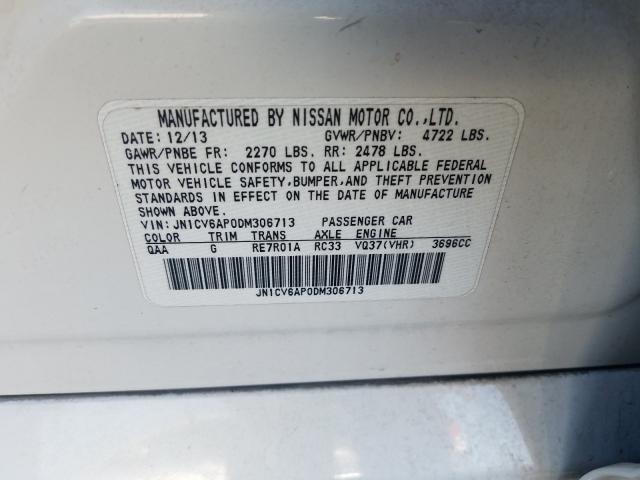 MANUFACTURED BY NISSAN MOTOR CO.,LTD.
DATE: 12/13 GVWR/PNBV: 4722 LBS.
GAWR/PNBE FR: 2270 LBS. RR: 2478 LBS.
THIS VEHICLE CONFORMS TO ALL APPLICABLE FEDERAL
MOTOR VEHICLE SAFETY,BUMPER,AND THEFT PREVENTION
STANDARDS IN EFFECT ON THE DATE OF MANUFACTURE
SHOWN ABOVE.
VIN: JN1CV6AP0DM306713 PASSENGER CAR
COLOR TRIM TRANS AXLE ENGINE
QAA G RE7R01A RC33 VQ37(VHR) 3696CC
JN1CV6AP0DM306713